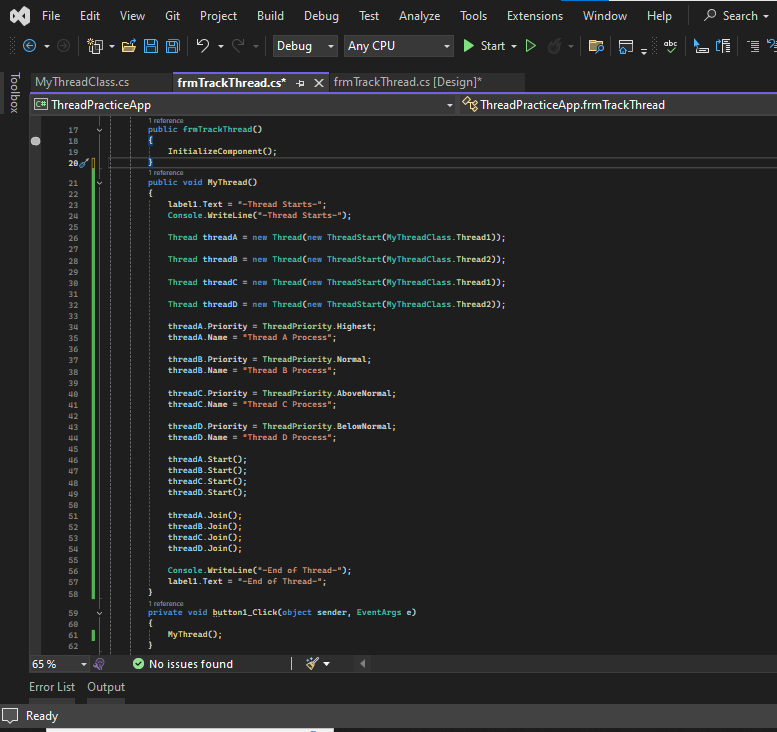 File Edit View Git Project Build Debug Test Analyze Tools Extensions Window Help Search
Debug Any CPU Start abc
Toolbox
MyThreadClass.cs frmTrackThread.cs* frmTrackThread.cs [Design]*
C# ThreadPracticeApp ThreadPracticeApp.frmTrackThread
1 reference
17 public frmTrackThread()
18 {
19 InitializeComponent();
20 }
1 reference
21 public void MyThread()
22 {
23 label1.Text = "-Thread Starts-";
24 Console.WriteLine("-Thread Starts-");
25
26 Thread threadA = new Thread(new ThreadStart(MyThreadClass.Thread1));
27
28 Thread threadB = new Thread(new ThreadStart(MyThreadClass.Thread2));
29
30 Thread threadC = new Thread(new ThreadStart(MyThreadClass.Thread1));
31
32 Thread threadD = new Thread(new ThreadStart(MyThreadClass.Thread2));
33
34 threadA.Priority = ThreadPriority.Highest;
35 threadA.Name = "Thread A Process";
36
37 threadB.Priority = ThreadPriority.Normal;
38 threadB.Name = "Thread B Process";
39
40 threadC.Priority = ThreadPriority.AboveNormal;
41 threadC.Name = "Thread C Process";
42
43 threadD.Priority = ThreadPriority.BelowNormal;
44 threadD.Name = "Thread D Process";
45
46 threadA.Start();
47 threadB.Start();
48 threadC.Start();
49 threadD.Start();
50
51 threadA.Join();
52 threadB.Join();
53 threadC.Join();
54 threadD.Join();
55
56 Console.WriteLine("-End of Thread-");
57 label1.Text = "-End of Thread-";
58 }
1 reference
59 private void button1_Click(object sender, EventArgs e)
60 {
61 MyThread();
62 }
65 % No issues found
Error List Output
Ready